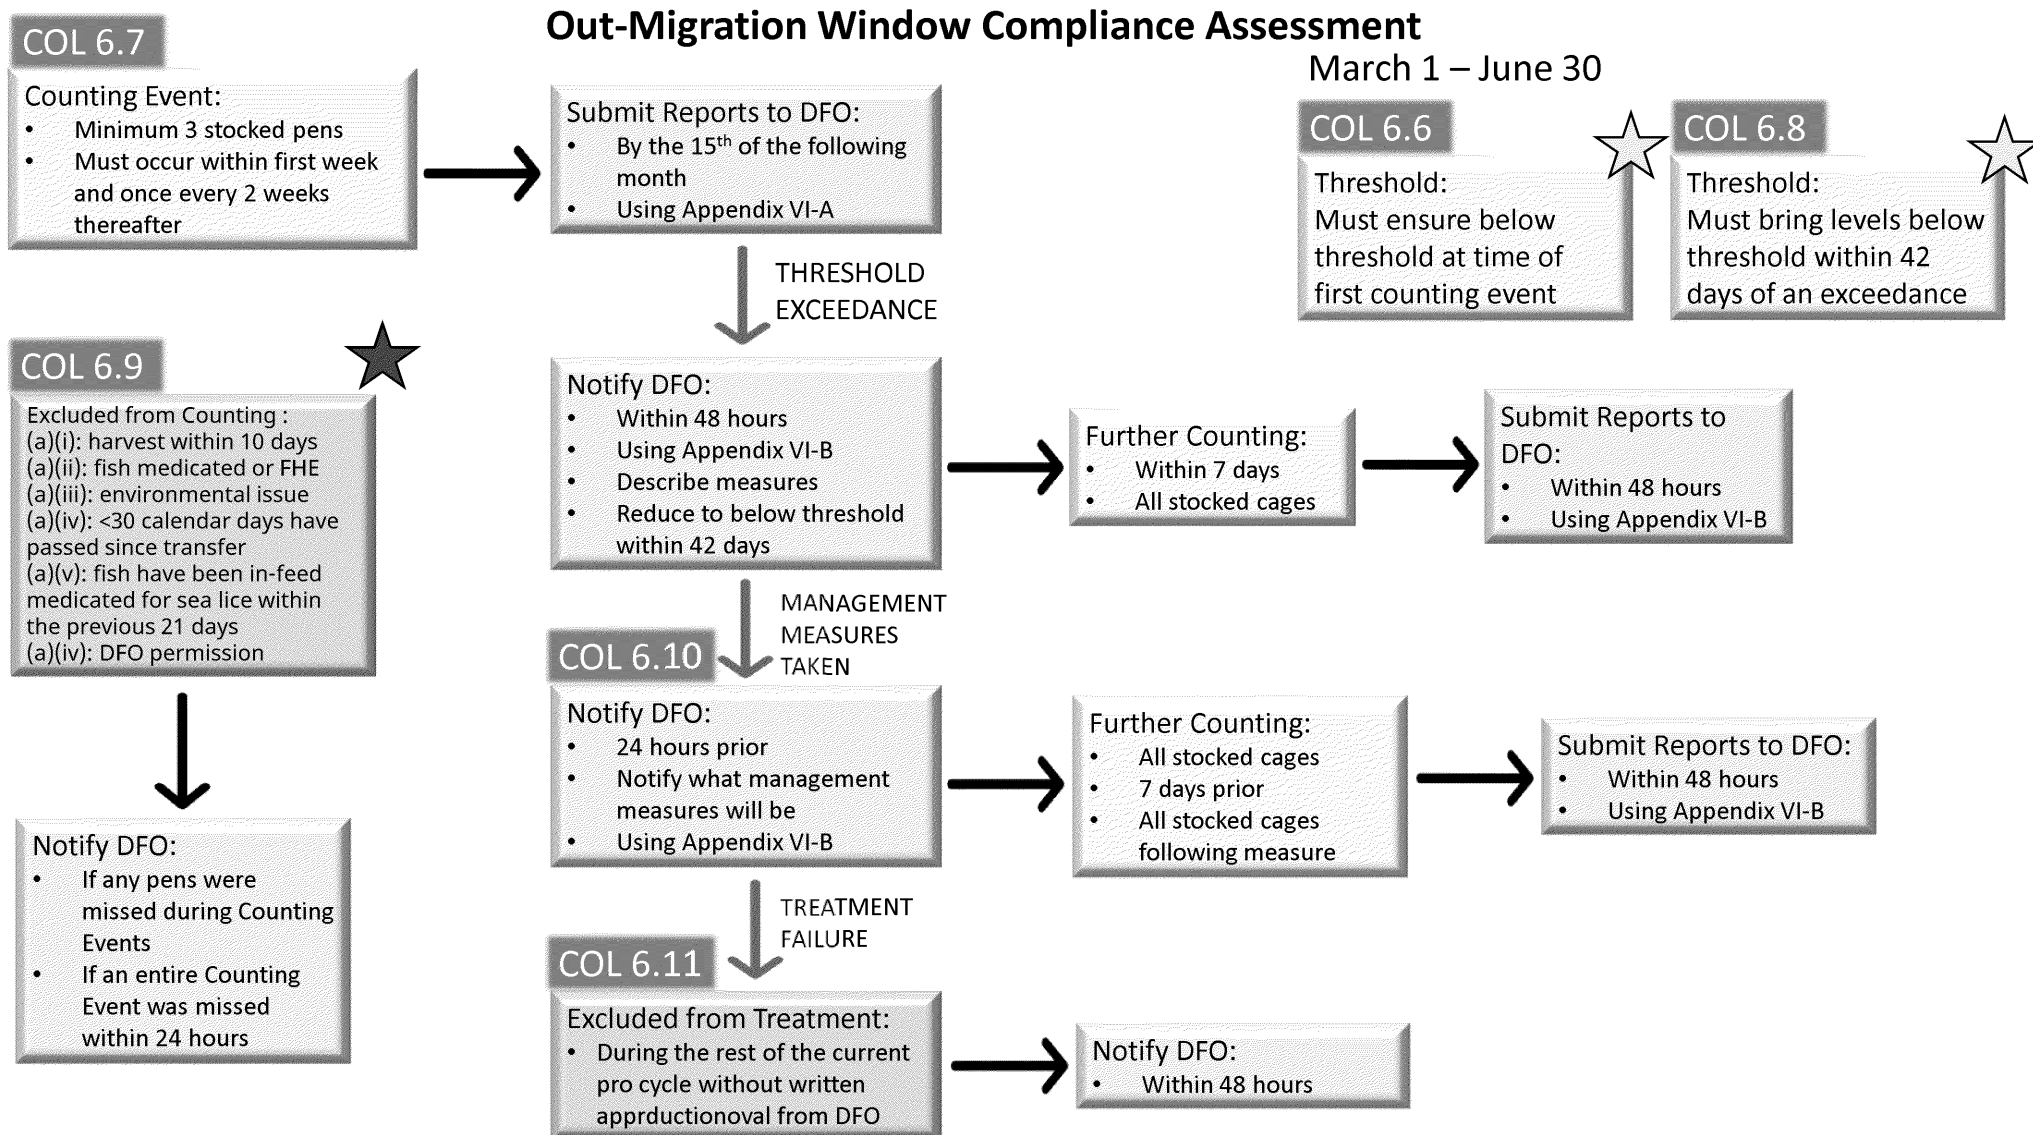 Out-Migration Window Compliance Assessment
March 1 – June 30
COL 6.7
Counting Event:
• Minimum 3 stocked pens
• Must occur within first week
and once every 2 weeks
thereafter
Submit Reports to DFO:
• By the 15th of the following
month
• Using Appendix VI-A
COL 6.6
Threshold:
Must ensure below
threshold at time of
first counting event
COL 6.8
Threshold:
Must bring levels below
threshold within 42
days of an exceedance
THRESHOLD
EXCEEDANCE
COL 6.9
Excluded from Counting :
(a)(i): harvest within 10 days
(a)(ii): fish medicated or FHE
(a)(iii): environmental issue
(a)(iv): <30 calendar days have
passed since transfer
(a)(v): fish have been in-feed
medicated for sea lice within
the previous 21 days
(a)(iv): DFO permission
Notify DFO:
• If any pens were
missed during Counting
Events
• If an entire Counting
Event was missed
within 24 hours
Notify DFO:
• Within 48 hours
• Using Appendix VI-B
• Describe measures
• Reduce to below threshold
within 42 days
Further Counting:
• Within 7 days
• All stocked cages
Submit Reports to
DFO:
• Within 48 hours
• Using Appendix VI-B
MANAGEMENT
MEASURES
TAKEN
COL 6.10
Notify DFO:
• 24 hours prior
• Notify what management
measures will be
• Using Appendix VI-B
Further Counting:
• All stocked cages
• 7 days prior
• All stocked cages
following measure
Submit Reports to DFO:
• Within 48 hours
• Using Appendix VI-B
TREATMENT
FAILURE
COL 6.11
Excluded from Treatment:
• During the rest of the current
pro cycle without written
apprductionoval from DFO
Notify DFO:
• Within 48 hours